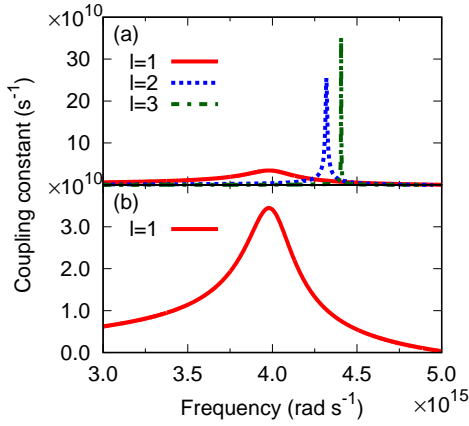 ×10¹⁰
(a)
30
l=1
l=2
20
l=3
10
×10¹⁰
(b)
l=1
3.0
2.0
1.0
0.0
3.0 3.5 4.0 4.5 5.0
Coupling constant (s⁻¹)
Frequency (rad s⁻¹)
×10¹⁵